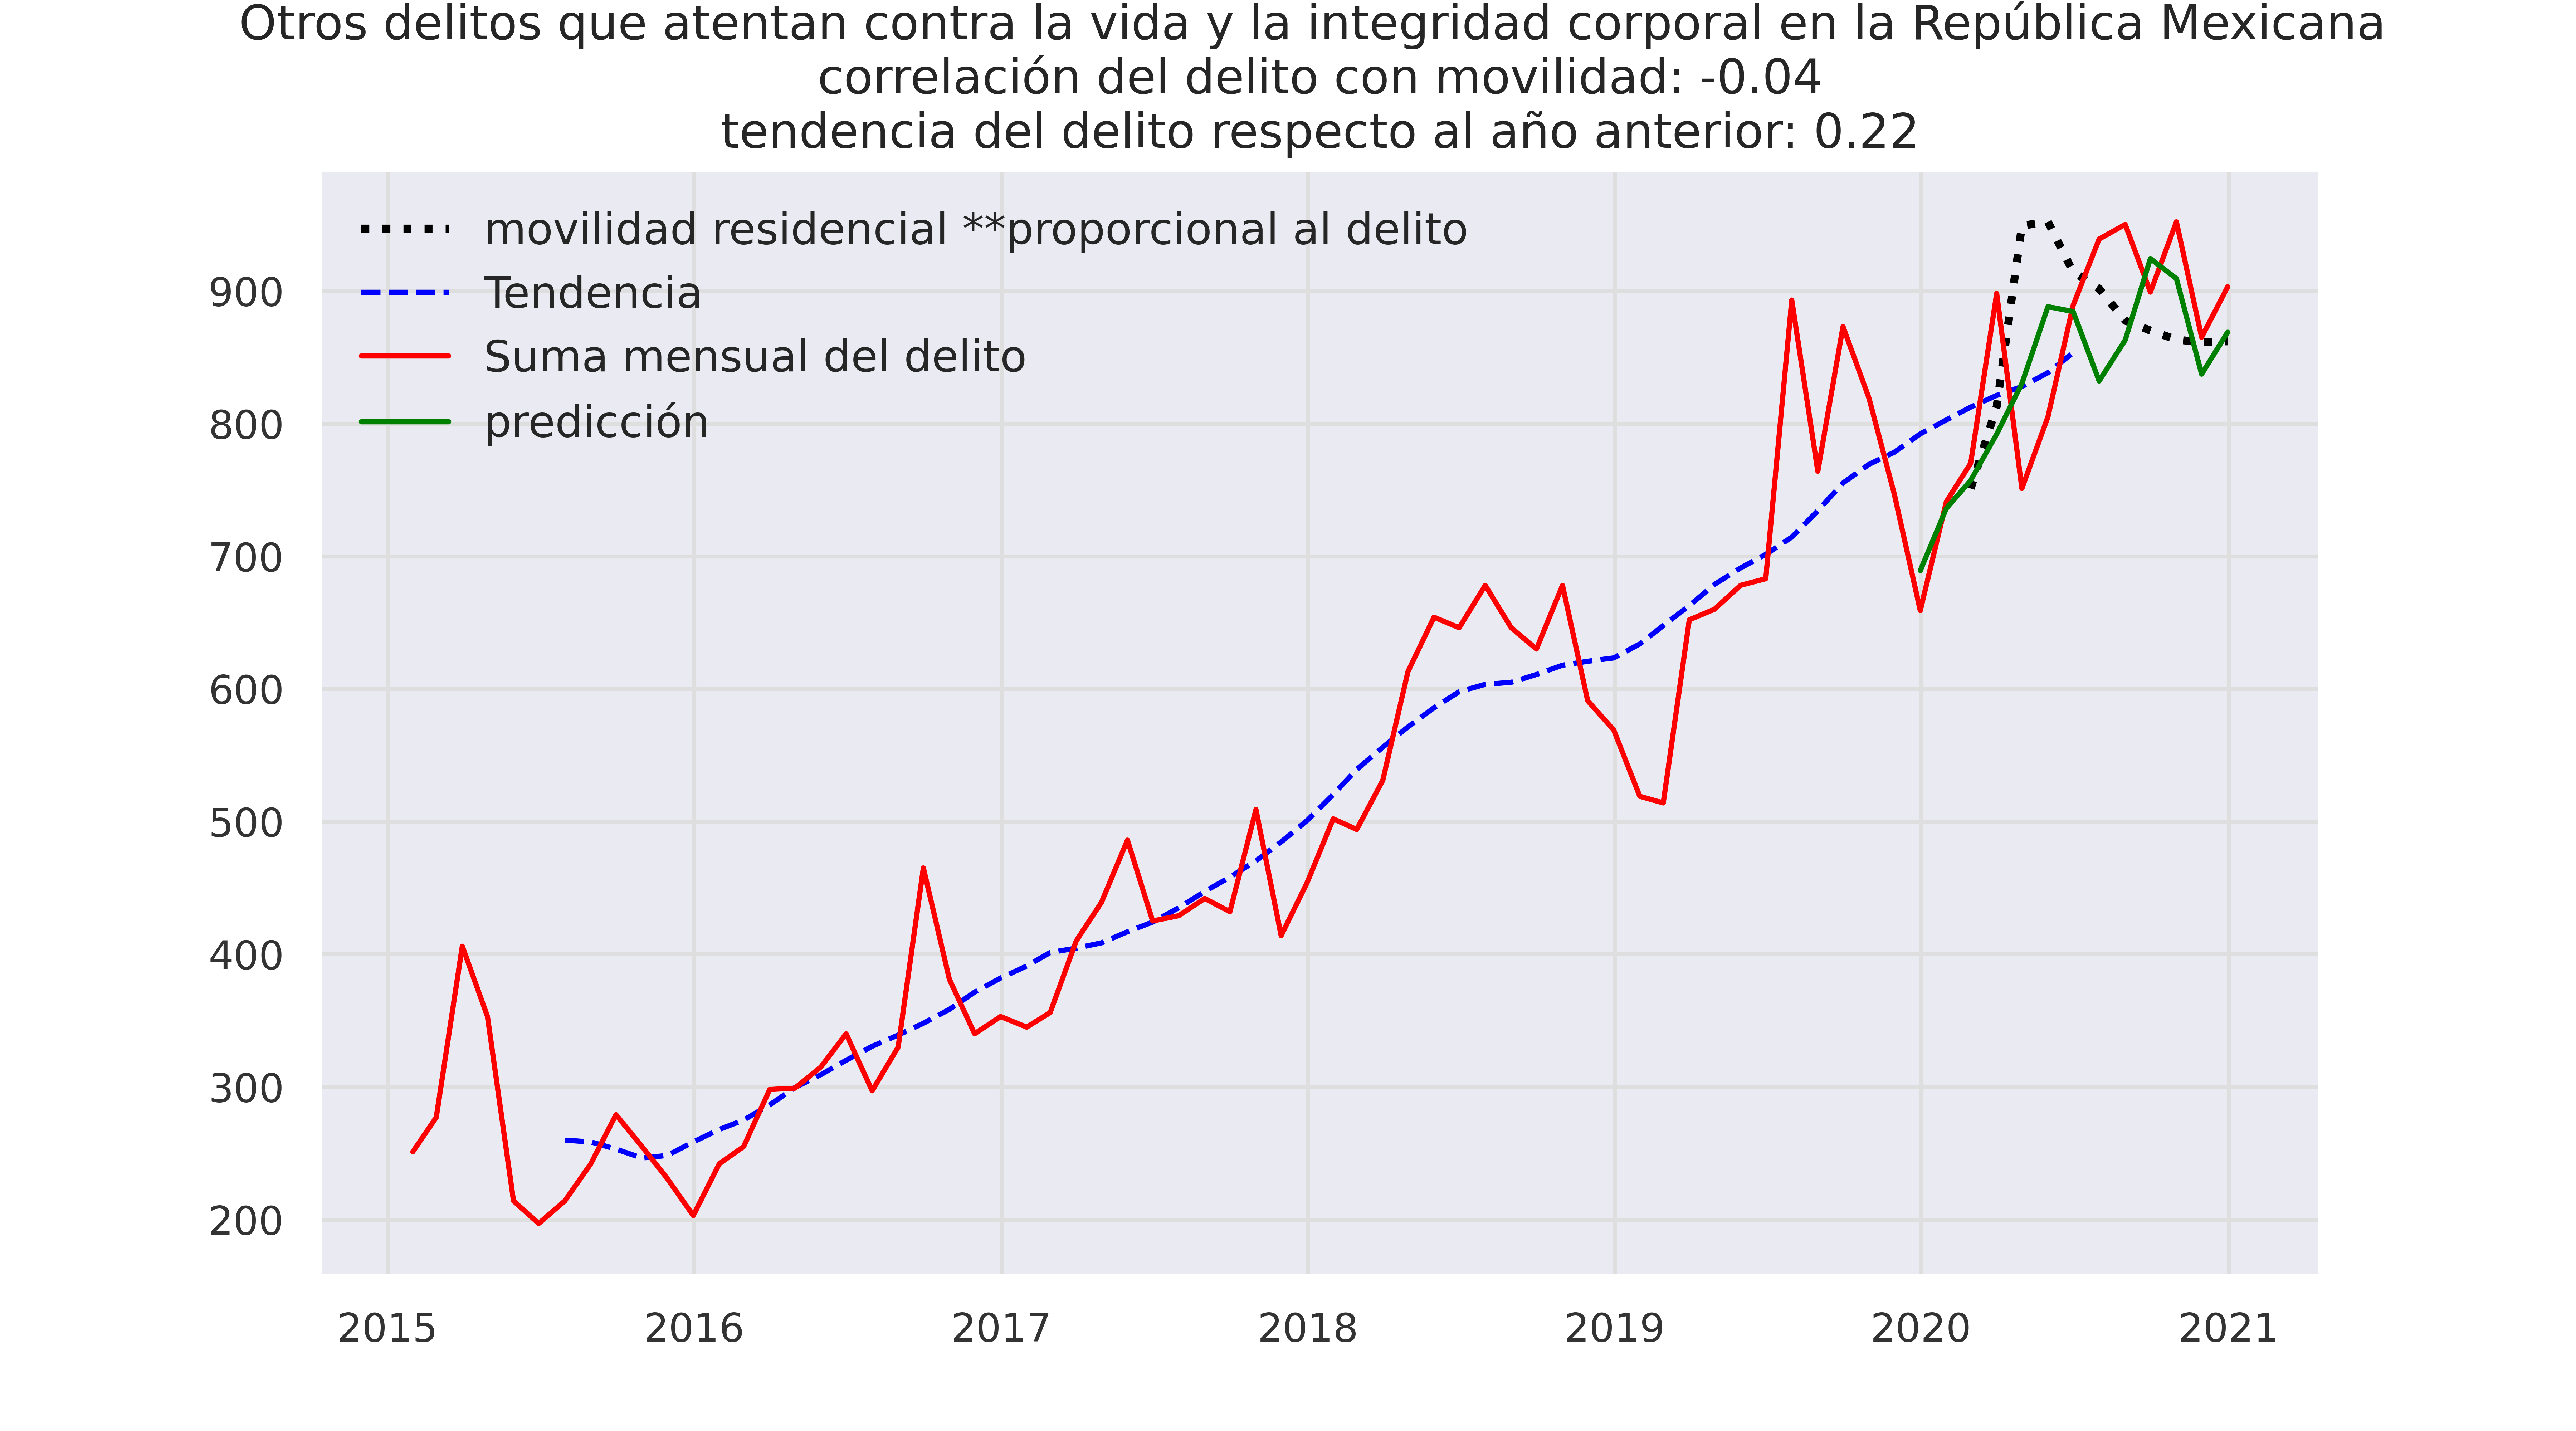 Otros delitos que atentan contra la vida y la integridad corporal en la República Mexicana
correlación del delito con movilidad: -0.04
tendencia del delito respecto al año anterior: 0.22
movilidad residencial **proporcional al delito
Tendencia
Suma mensual del delito
predicción
900
800
700
600
500
400
300
200
2015 2016 2017 2018 2019 2020 2021